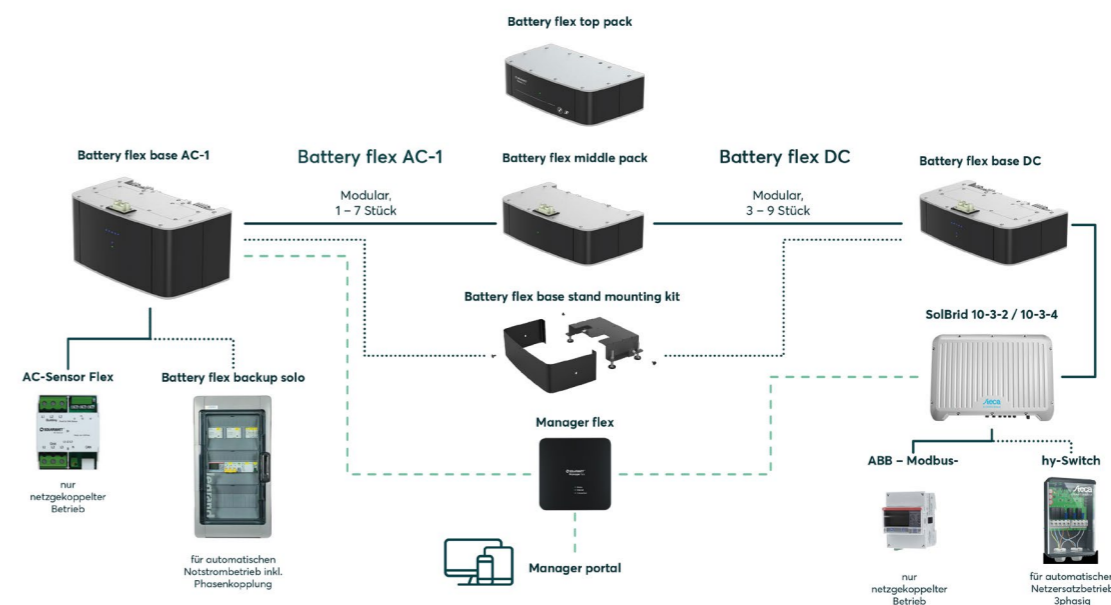 Battery flex top pack
Battery flex base AC-1
Battery flex AC-1
Battery flex middle pack
Battery flex DC
Battery flex base DC
Modular,
1 – 7 Stück
Modular,
3 – 9 Stück
Battery flex base stand mounting kit
SolBrid 10-3-2 / 10-3-4
AC-Sensor Flex
Battery flex backup solo
steca
Manager flex
ABB – Modbus-
hy-Switch
nur
netzgekoppelter
Betrieb
für automatischen
Notstrombetrieb inkl.
Phasenkopplung
Manager portal
nur
netzgekoppelter
Betrieb
für automatischen
Netzersatzbetrieb
3phasig